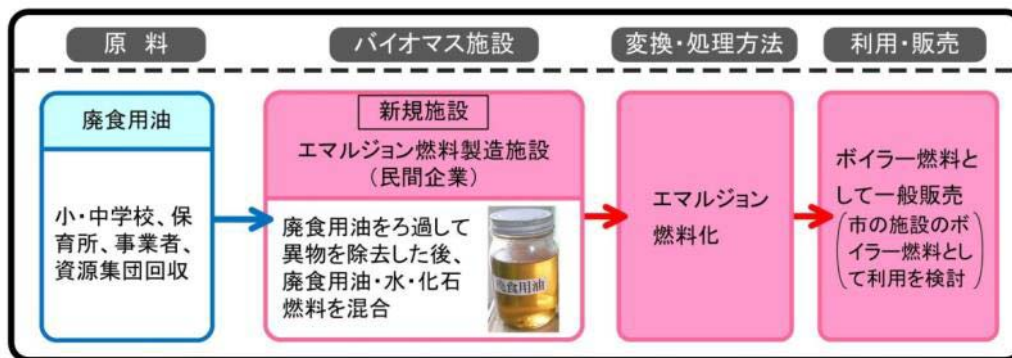 原 料
バイオマス施設
変換・処理方法
利用・販売
廃食用油
小・中学校、保
育所、事業者、
資源集団回収
新規施設
エマルジョン燃料製造施設
（民間企業）
廃食用油をろ過して
異物を除去した後、
廃食用油・水・化石
燃料を混合
廃食用油
エマルジョン
燃料化
ボイラー燃料と
して一般販売
（市の施設のボ
イラー燃料とし
て利用を検討）